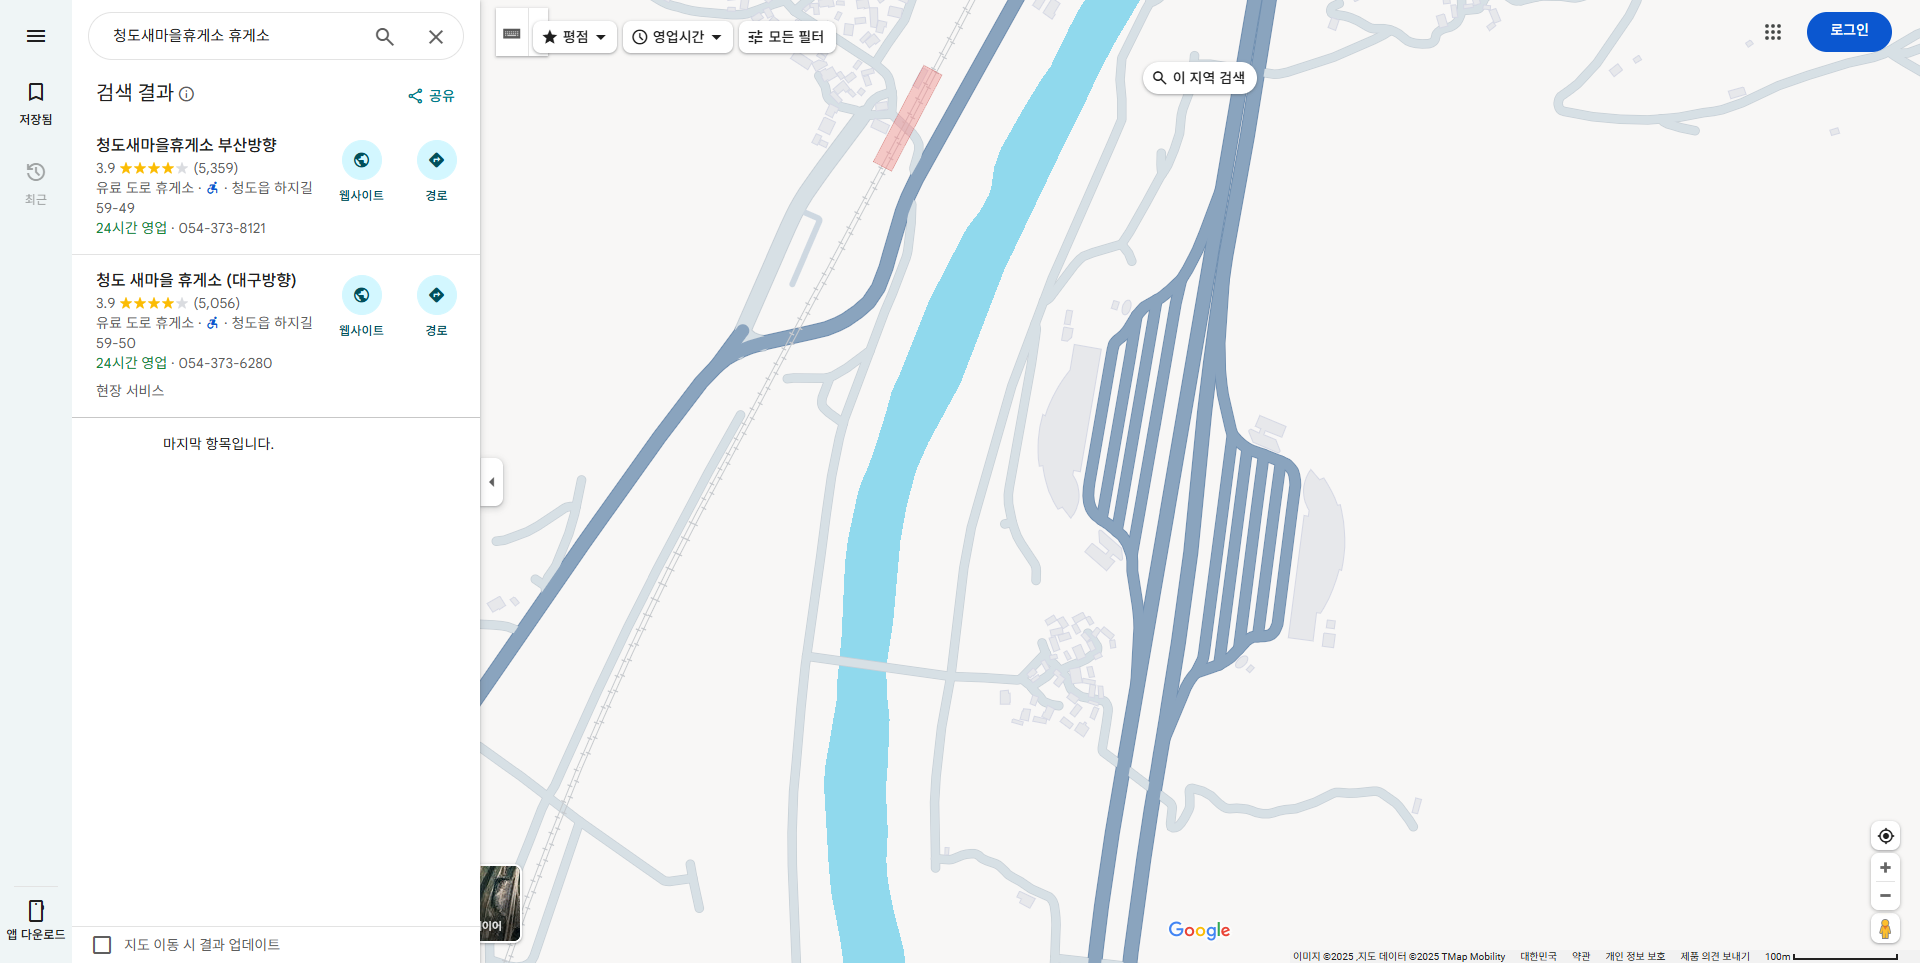 청도새마을휴게소 휴게소
저장됨
최근
앱 다운로드
검색 결과
공유
청도새마을휴게소 부산방향
3.9 (5,359)
유료 도로 휴게소 · · 청도읍 하지길
59-49
24시간 영업 · 054-373-8121
웹사이트
경로
청도 새마을 휴게소 (대구방향)
3.9 (5,056)
유료 도로 휴게소 · · 청도읍 하지길
59-50
24시간 영업 · 054-373-6280
현장 서비스
웹사이트
경로
마지막 항목입니다.
지도 이동 시 결과 업데이트
평점
영업시간
모든 필터
이 지역 검색
로그인
이어
Google
이미지 ©2025 ,지도 데이터 ©2025 TMap Mobility 대한민국 약관 개인 정보 보호 제품 의견 보내기 100m